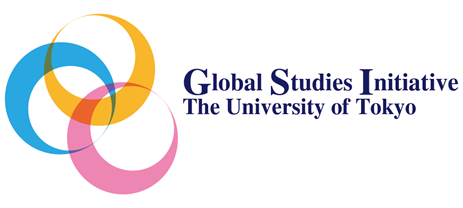 Global Studies Initiative
The University of Tokyo